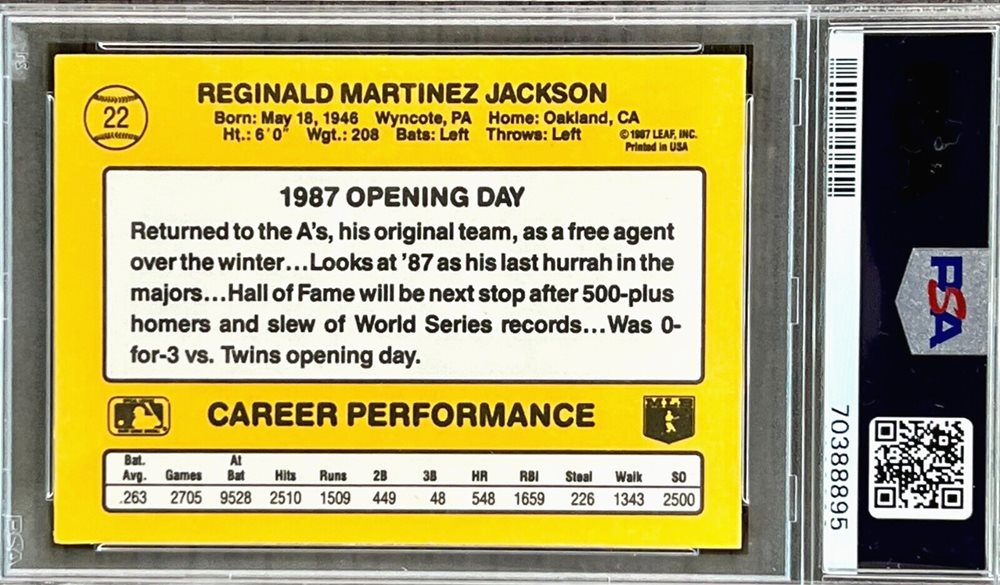 22
REGINALD MARTINEZ JACKSON
Born: May 18, 1946 Wyncote, PA Home: Oakland, CA
Ht.: 6'0" Wgt.: 208 Bats: Left Throws: Left
©1987 LEAF, INC.
Printed in USA
1987 OPENING DAY
Returned to the A's, his original team, as a free agent
over the winter...Looks at '87 as his last hurrah in the
majors...Hall of Fame will be next stop after 500-plus
homers and slew of World Series records...Was 0-
for-3 vs. Twins opening day.
CAREER PERFORMANCE
MLB
Bat. Avg. Games At Bat Hits Runs 2B 3B HR RBI Steal Walk SO
.263 2705 9528 2510 1509 449 48 548 1659 226 1343 2500
PSA
70388895
PSA